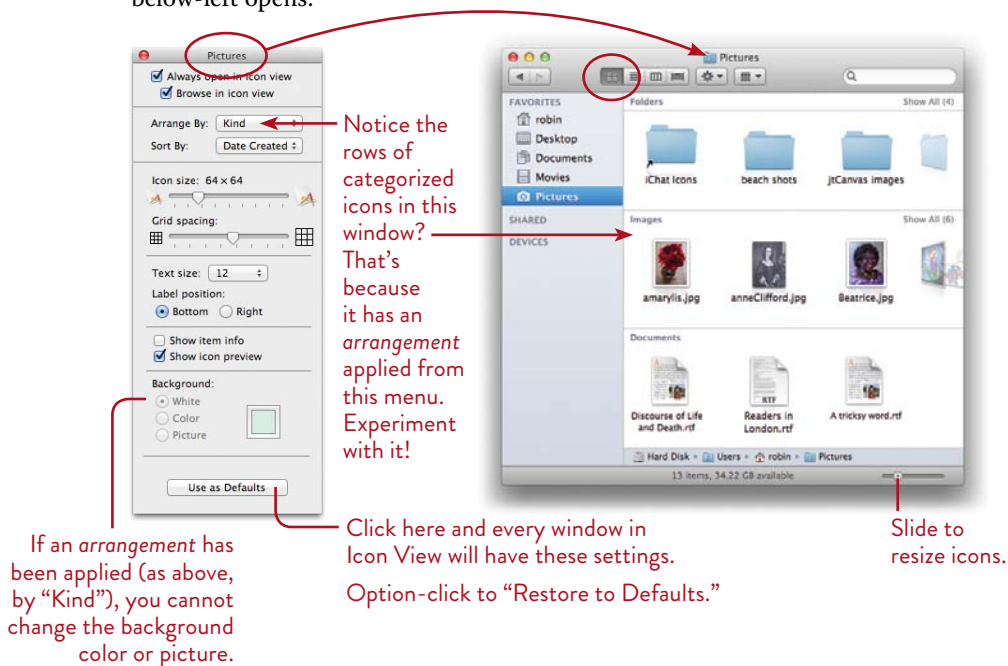 below-left opens.
Pictures
Always open in icon view
Browse in icon view
Arrange By: Kind
Sort By: Date Created
Icon size: 64 × 64
Grid spacing:
Text size: 12
Label position:
Bottom Right
Show item info
Show icon preview
Background:
White
Color
Picture
Use as Defaults
Notice the
rows of
categorized
icons in this
window?
That's
because
it has an
arrangement
applied from
this menu.
Experiment
with it!
Pictures
FAVORITES
robin
Desktop
Documents
Movies
Pictures
SHARED
DEVICES
Folders Show All (4)
iChat Icons beach shots jtCanvas images
Images Show All (6)
amarylis.jpg anneClifford.jpg Beatrice.jpg
Documents
RTF
Discourse of Life
and Death.rtf
Readers in
London.rtf
A tricksy word.rtf
Hard Disk Users robin Pictures
13 items, 34.22 GB available
If an arrangement has
been applied (as above,
by “Kind”), you cannot
change the background
color or picture.
Click here and every window in
Icon View will have these settings.
Option-click to “Restore to Defaults.”
Slide to
resize icons.